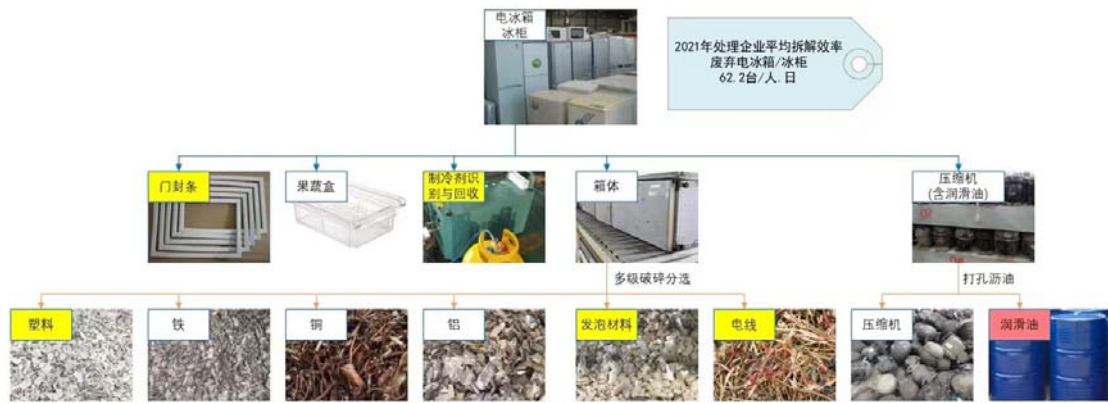 电冰箱
冰柜
2021年处理企业平均拆解效率
废弃电冰箱/冰柜
62.2台/人.日
门封条
果蔬盒
制冷剂识
别与回收
箱体
压缩机
(含润滑油)
多级破碎分选
打孔沥油
塑料
铁
铜
铝
发泡材料
电线
压缩机
润滑油